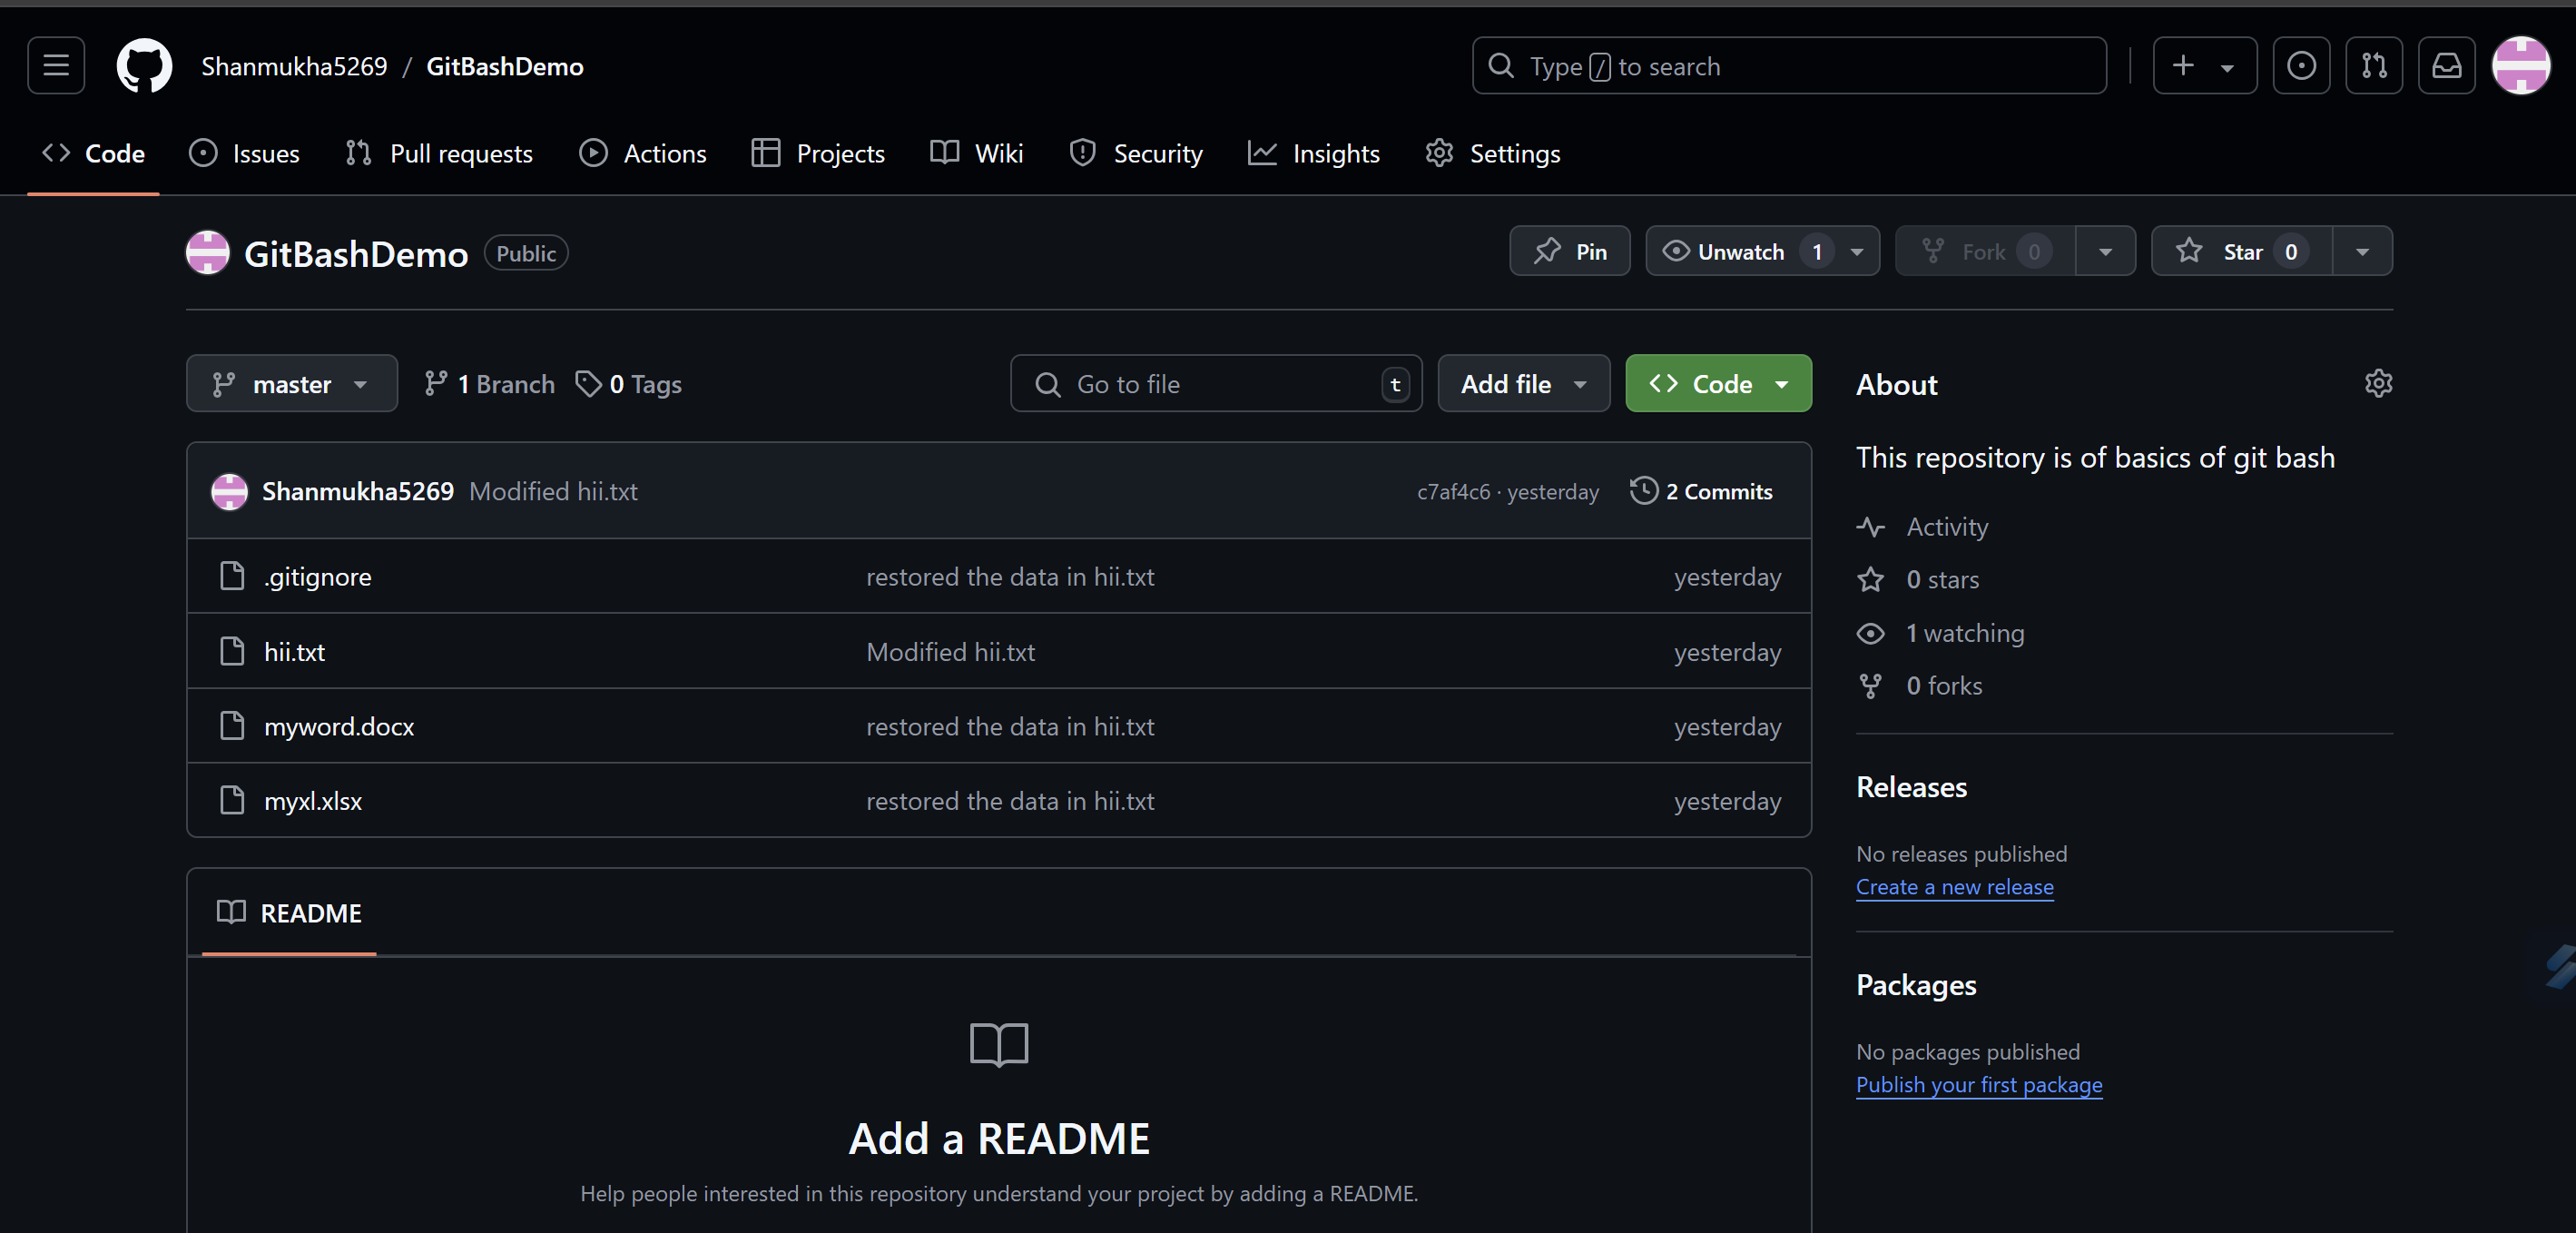 Shanmukha5269 / GitBashDemo
Type / to search
Code Issues Pull requests Actions Projects Wiki Security Insights Settings
GitBashDemo Public
Pin Unwatch 1 Fork 0 Star 0
master 1 Branch 0 Tags Go to file t Add file Code
Shanmukha5269 Modified hii.txt c7af4c6 · yesterday 2 Commits
.gitignore restored the data in hii.txt yesterday
hii.txt Modified hii.txt yesterday
myword.docx restored the data in hii.txt yesterday
myxl.xlsx restored the data in hii.txt yesterday
README
Add a README
Help people interested in this repository understand your project by adding a README.
About
This repository is of basics of git bash
Activity
0 stars
1 watching
0 forks
Releases
No releases published
Create a new release
Packages
No packages published
Publish your first package